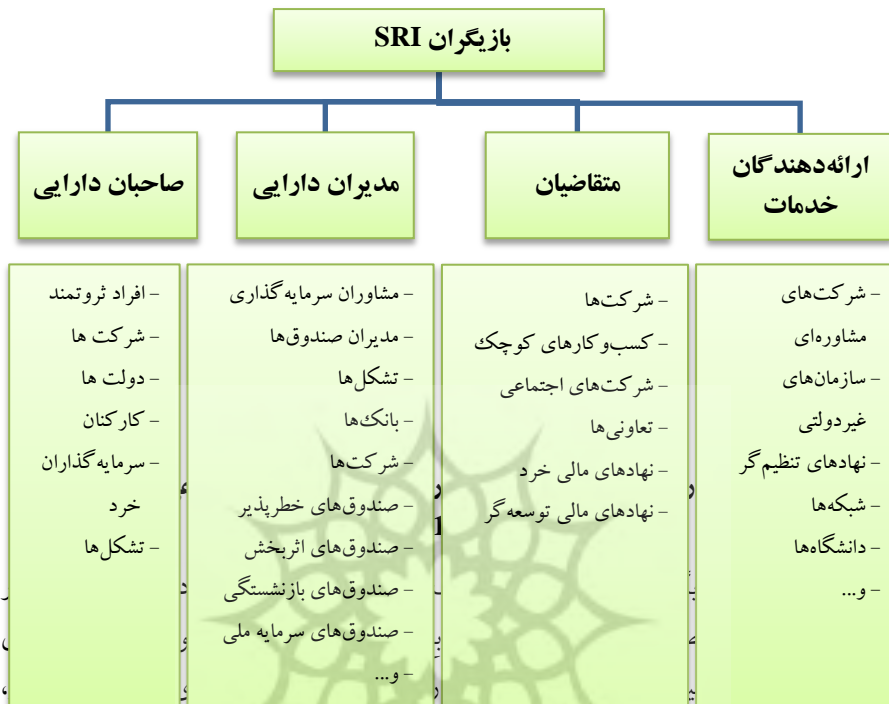 بازیگران SRI
ارائه‌دهندگان
خدمات
- شرکت‌های
مشاوره‌ای
- سازمان‌های
غیردولتی
- نهادهای تنظیم‌گر
- شبکه‌ها
- دانشگاه‌ها
- و...
متقاضیان
- شرکت‌ها
- کسب‌وکارهای کوچک
- شرکت‌های اجتماعی
- تعاونی‌ها
- نهادهای مالی خرد
- نهادهای مالی توسعه‌گر
مدیران دارایی
- مشاوران سرمایه‌گذاری
- مدیران صندوق‌ها
- تشکل‌ها
- بانک‌ها
- شرکت‌ها
- صندوق‌های خطرپذیر
- صندوق‌های اثربخش
- صندوق‌های بازنشستگی
- صندوق‌های سرمایه ملی
- و...
صاحبان دارایی
- افراد ثروتمند
- شرکت ها
- دولت ها
- کارکنان
- سرمایه‌گذاران
خرد
- تشکل‌ها